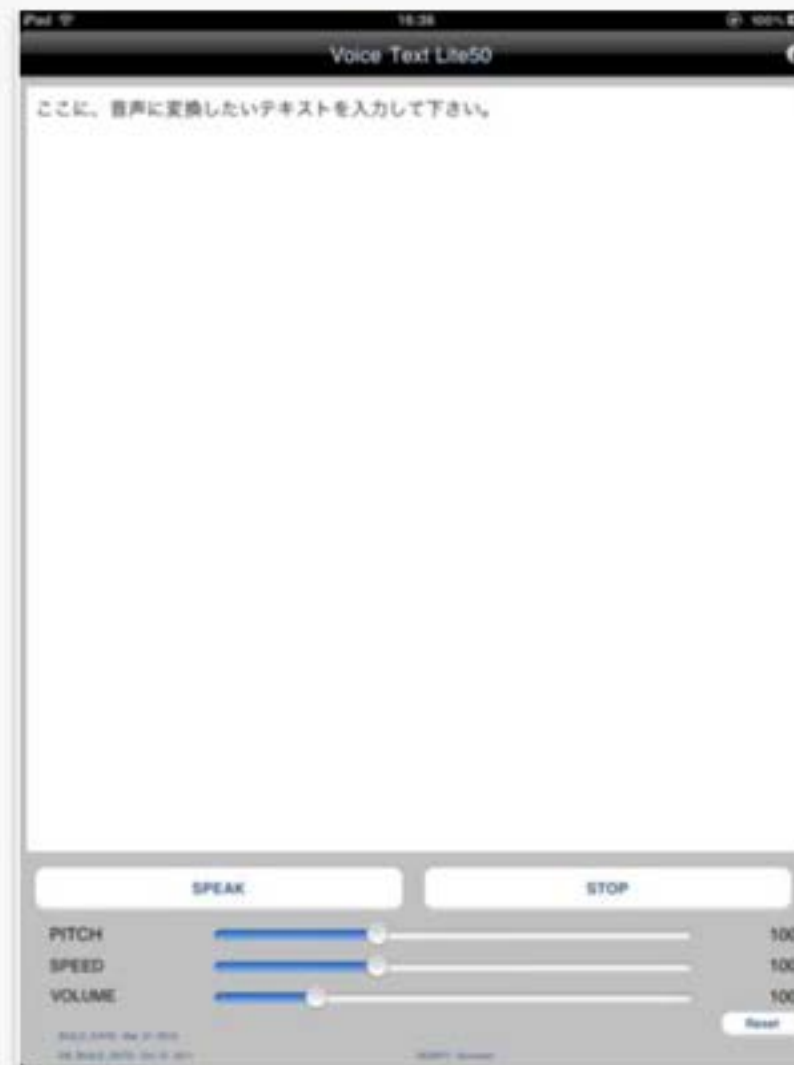 iPad 16:36 100%
Voice Text Lite50
ここに、音声に変換したいテキストを入力して下さい。
SPEAK STOP
PITCH 100
SPEED 100
VOLUME 100
Reset